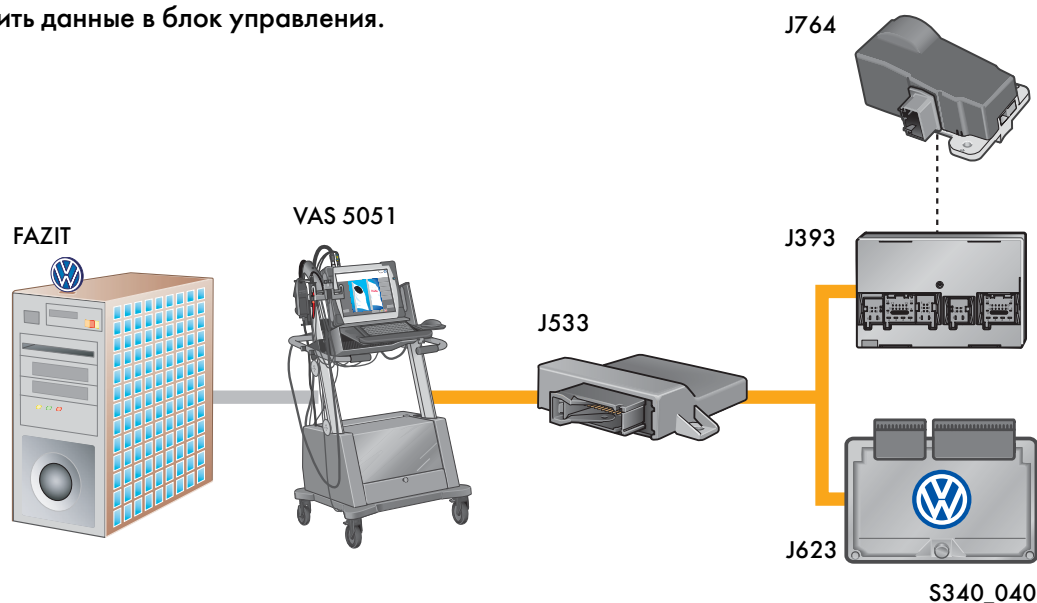 ить данные в блок управления.
J764
VAS 5051
FAZIT
J393
J533
J623
S340_040